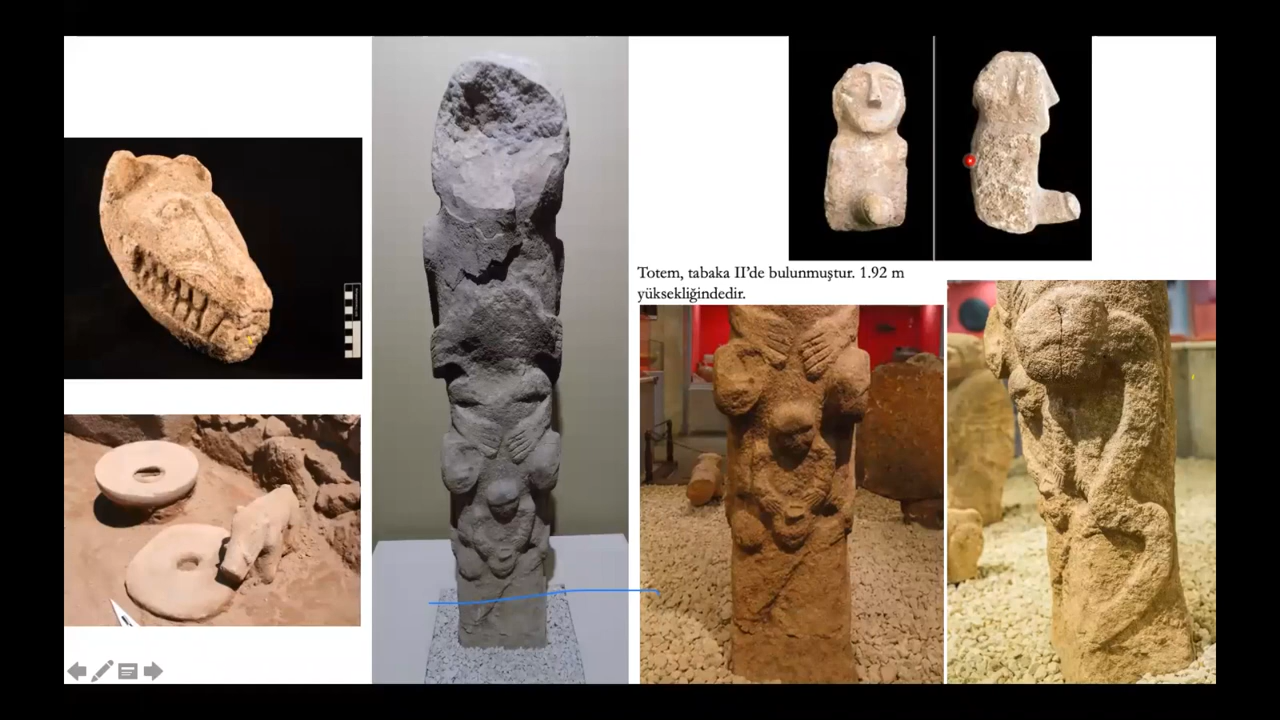 Totem, tabaka II’de bulunmuştur. 1.92 m
yüksekliğindedir.